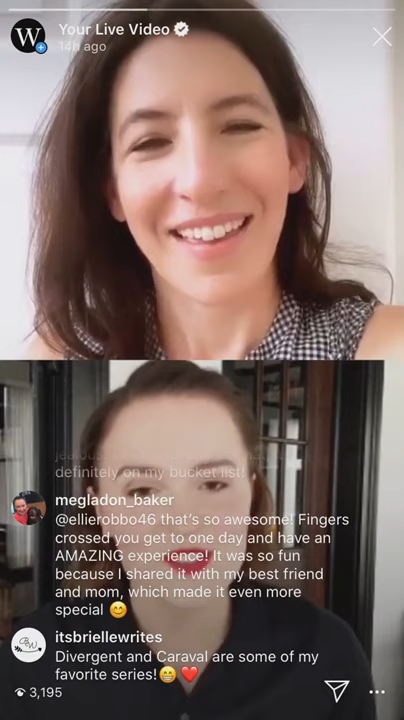 W
Your Live Video
14h ago
definitely on my bucket list!
megladon_baker
@ellierobbo46 that's so awesome! Fingers
crossed you get to one day and have an
AMAZING experience! It was so fun
because I shared it with my best friend
and mom, which made it even more
special 😊
itsbriellewrites
Divergent and Caraval are some of my
favorite series!😁❤️
3,195